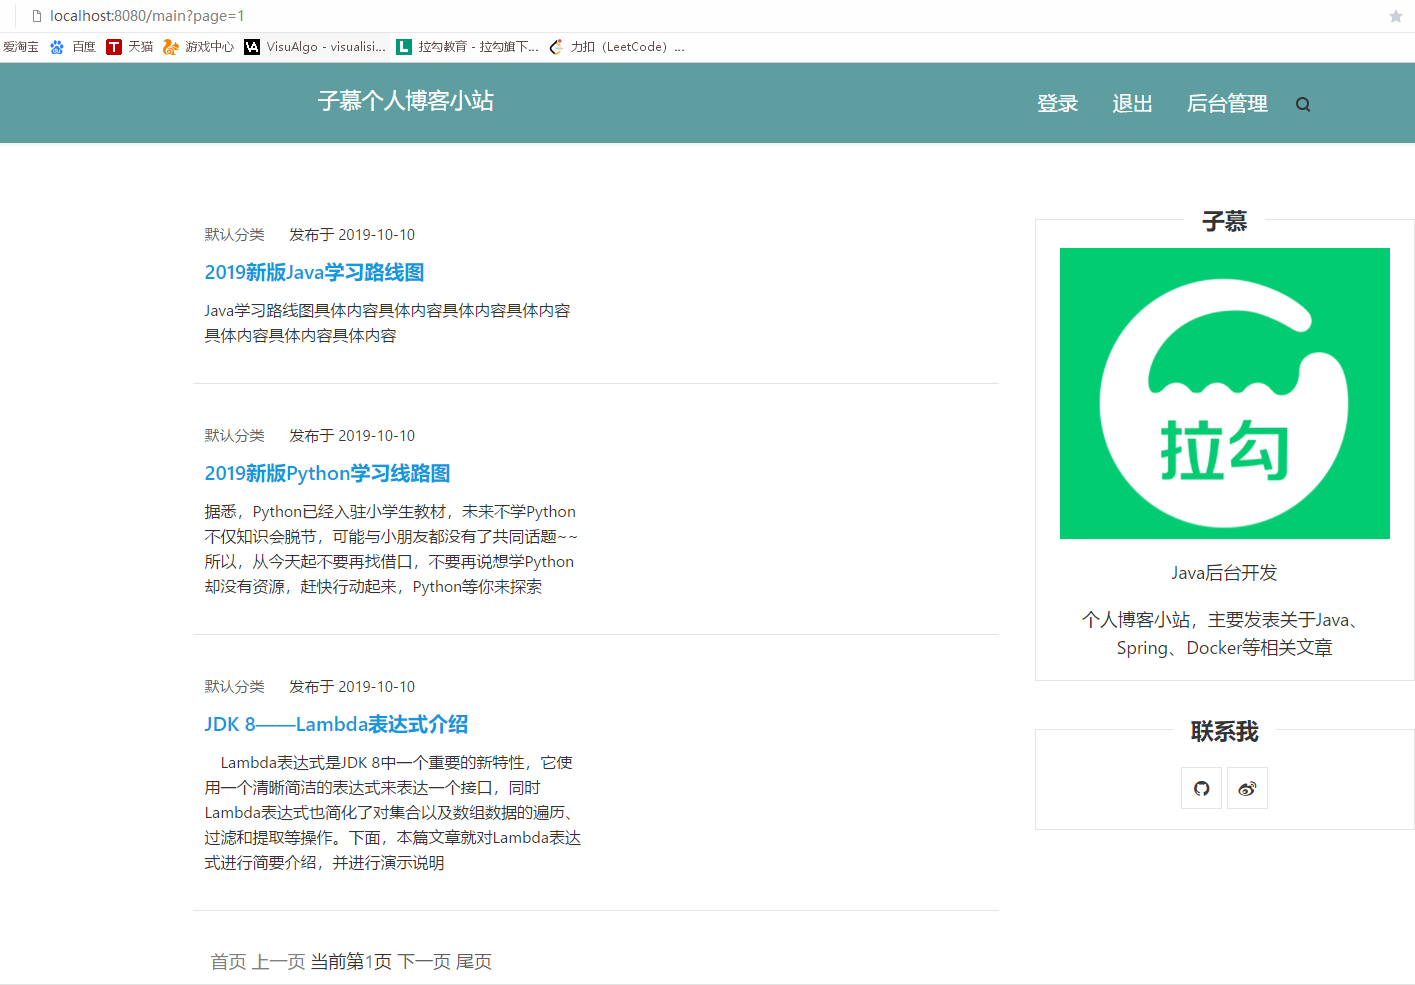 localhost:8080/main?page=1
爱淘宝 百度 T 天猫 游戏中心 VA VisuAlgo - visualisi... L 拉勾教育 - 拉勾旗下... 力扣（LeetCode）...
子慕个人博客小站 登录 退出 后台管理
默认分类 发布于 2019-10-10
2019新版Java学习路线图
Java学习路线图具体内容具体内容具体内容具体内容
具体内容具体内容具体内容
默认分类 发布于 2019-10-10
2019新版Python学习线路图
据悉，Python已经入驻小学生教材，未来不学Python
不仅知识会脱节，可能与小朋友都没有了共同话题~~
所以，从今天起不要再找借口，不要再说想学Python
却没有资源，赶快行动起来，Python等你来探索
默认分类 发布于 2019-10-10
JDK 8——Lambda表达式介绍
Lambda表达式是JDK 8中一个重要的新特性，它使
用一个清晰简洁的表达式来表达一个接口，同时
Lambda表达式也简化了对集合以及数组数据的遍历、
过滤和提取等操作。下面，本篇文章就对Lambda表达
式进行简要介绍，并进行演示说明
首页 上一页 当前第1页 下一页 尾页
子慕
拉勾
Java后台开发
个人博客小站，主要发表关于Java、
Spring、Docker等相关文章
联系我